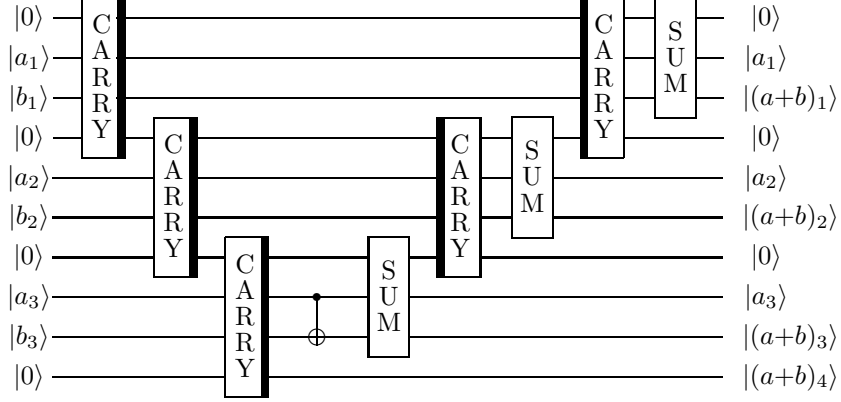 |0⟩ CARRY CARRY SUM |0⟩
|a₁⟩ |a₁⟩
|b₁⟩ |(a+b)₁⟩
|0⟩ CARRY CARRY SUM |0⟩
|a₂⟩ |a₂⟩
|b₂⟩ |(a+b)₂⟩
|0⟩ CARRY SUM |0⟩
|a₃⟩ |a₃⟩
|b₃⟩ |(a+b)₃⟩
|0⟩ |(a+b)₄⟩